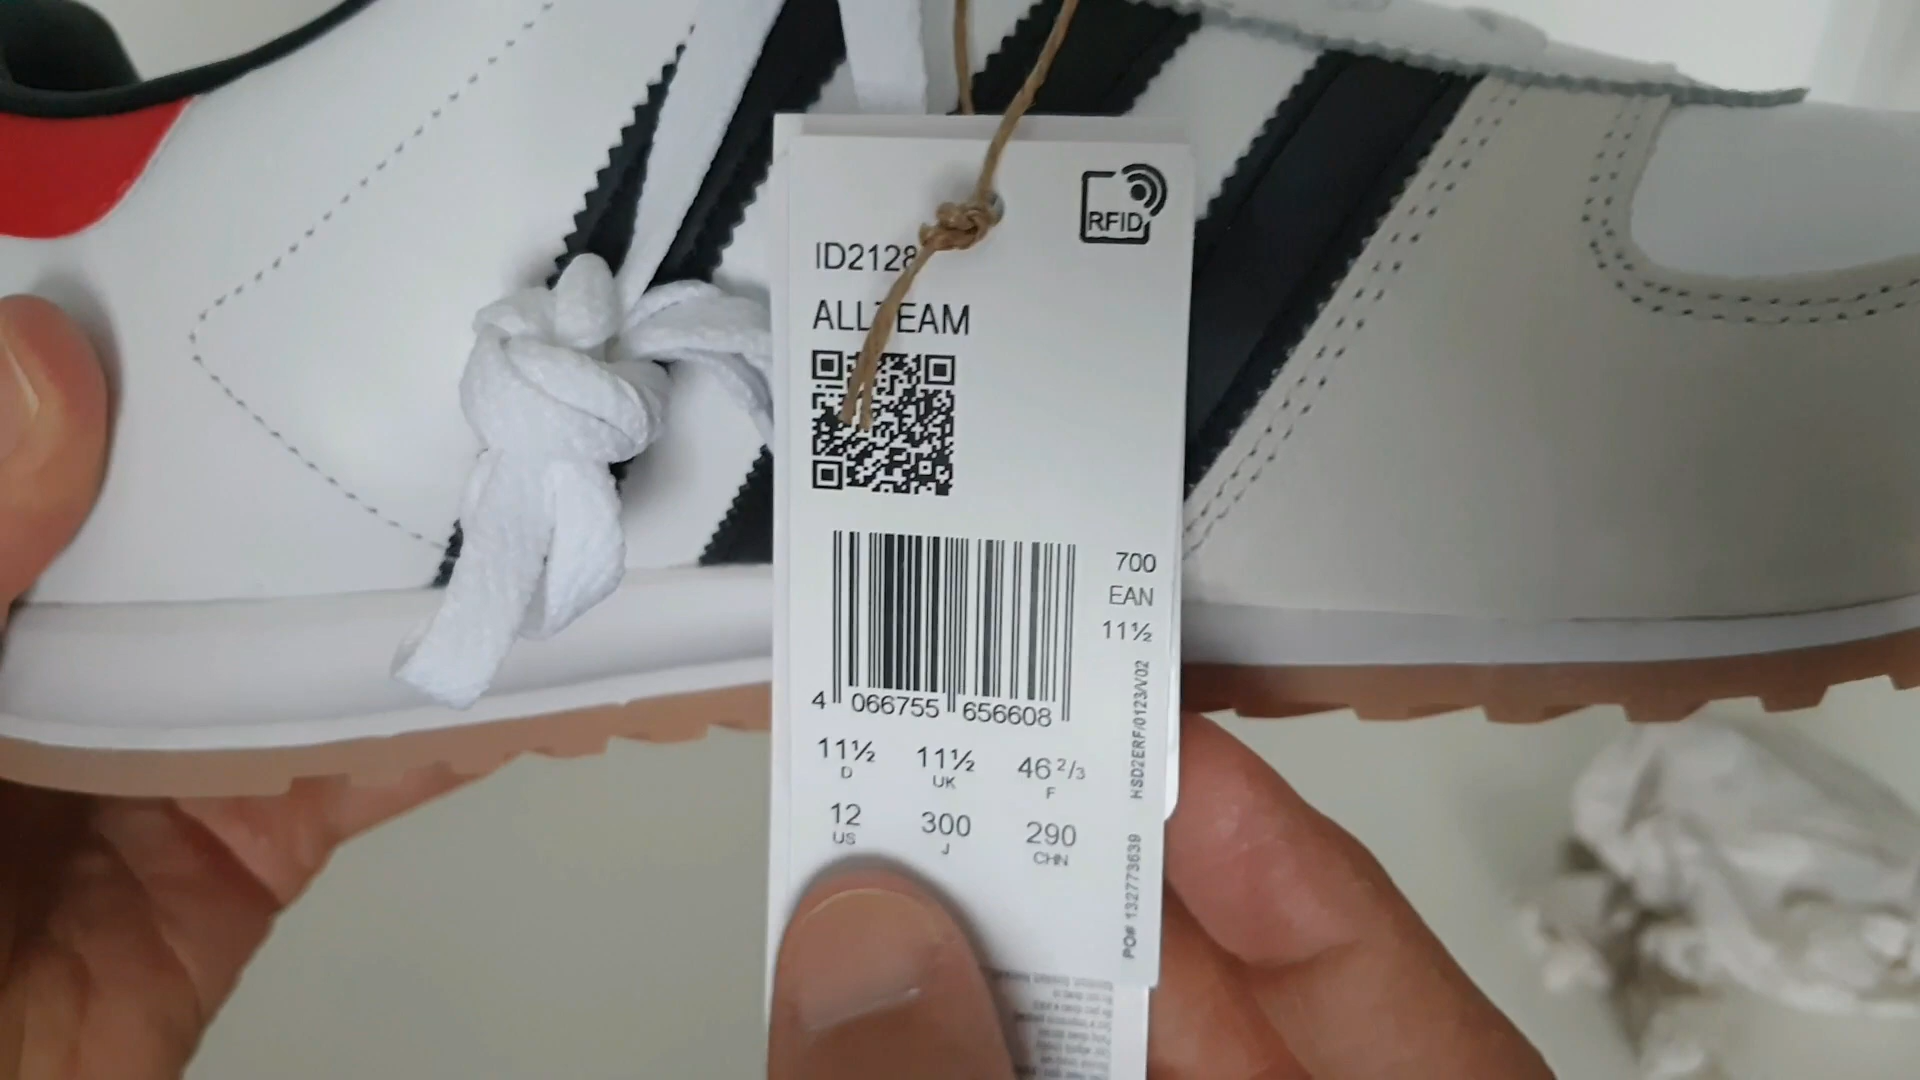 RFID
ID2128
ALLTEAM
700
EAN
11½
4 066755 656608
11½ 11½ 46 2/3
D UK F
12 300 290
US J CHN
HSD2ERF/0123/V02
PO# 132773639